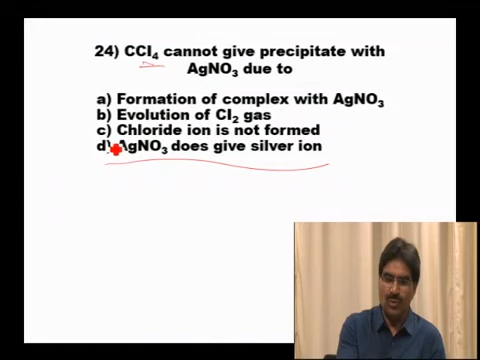 24) CCl₄ cannot give precipitate with
AgNO₃ due to
a) Formation of complex with AgNO₃
b) Evolution of Cl₂ gas
c) Chloride ion is not formed
d) AgNO₃ does give silver ion